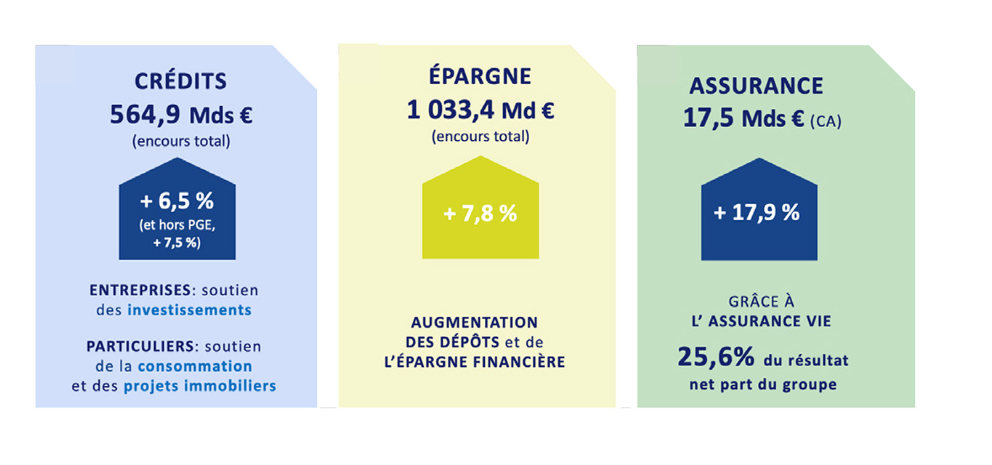 CRÉDITS
564,9 Mds €
(encours total)
+ 6,5 %
(et hors PGE,
+ 7,5 %)
ENTREPRISES: soutien
des investissements
PARTICULIERS: soutien
de la consommation
et des projets immobiliers
ÉPARGNE
1 033,4 Md €
(encours total)
+ 7,8 %
AUGMENTATION
DES DÉPÔTS et de
L'ÉPARGNE FINANCIÈRE
ASSURANCE
17,5 Mds € (CA)
+ 17,9 %
GRÂCE À
L' ASSURANCE VIE
25,6% du résultat
net part du groupe